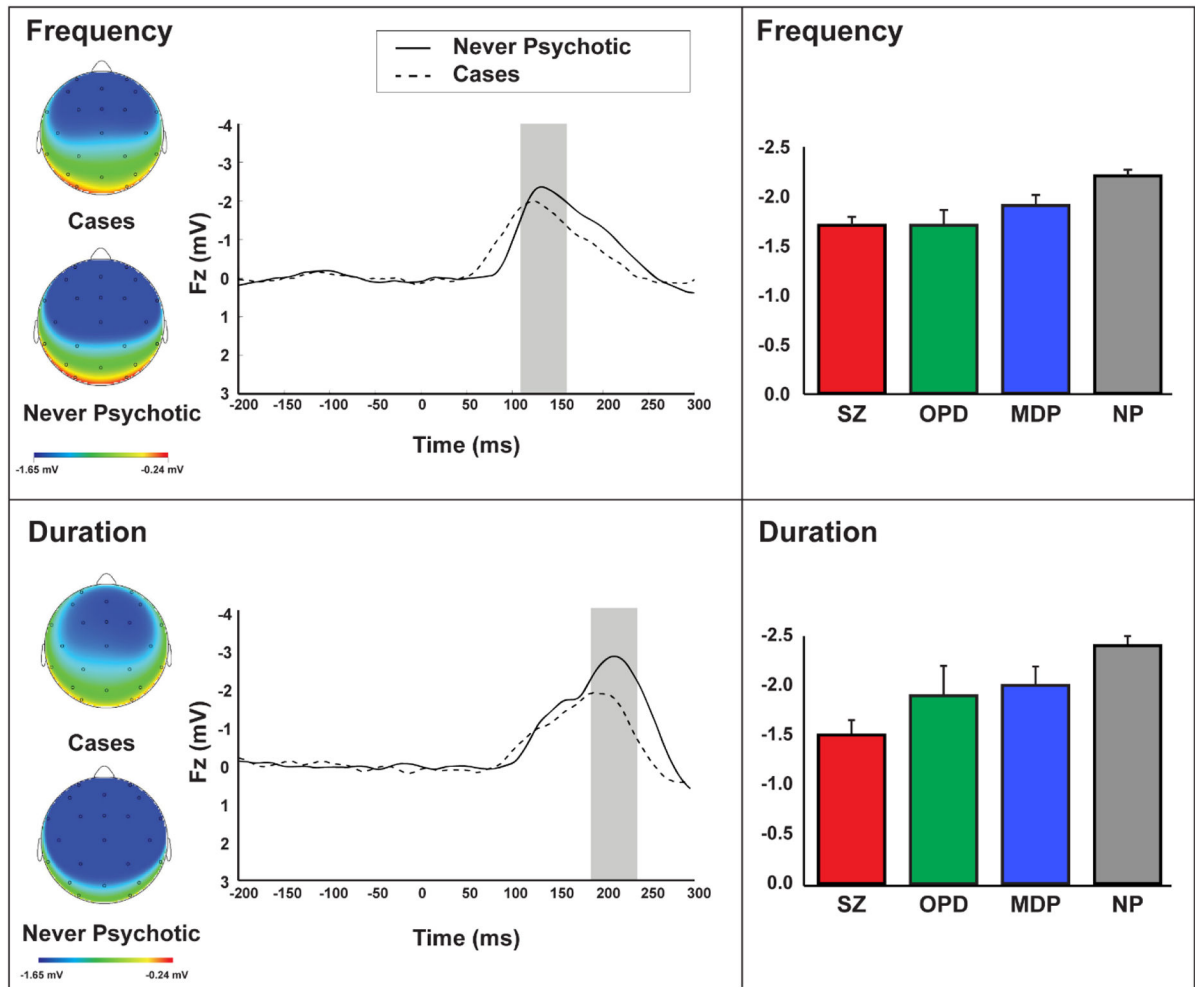 Frequency
Never Psychotic
Cases
Cases
Never Psychotic
-1.65 mV
-0.24 mV
Fz (mV)
-4
-3
-2
-1
0
1
2
3
-200
-150
-100
-50
0
50
100
150
200
250
300
Time (ms)
Frequency
-2.5
-2.0
-1.5
-1.0
-0.5
0.0
SZ
OPD
MDP
NP
Duration
Cases
Never Psychotic
-1.65 mV
-0.24 mV
Fz (mV)
-4
-3
-2
-1
0
1
2
3
-200
-150
-100
-50
0
50
100
150
200
250
300
Time (ms)
Duration
-2.5
-2.0
-1.5
-1.0
-0.5
0.0
SZ
OPD
MDP
NP